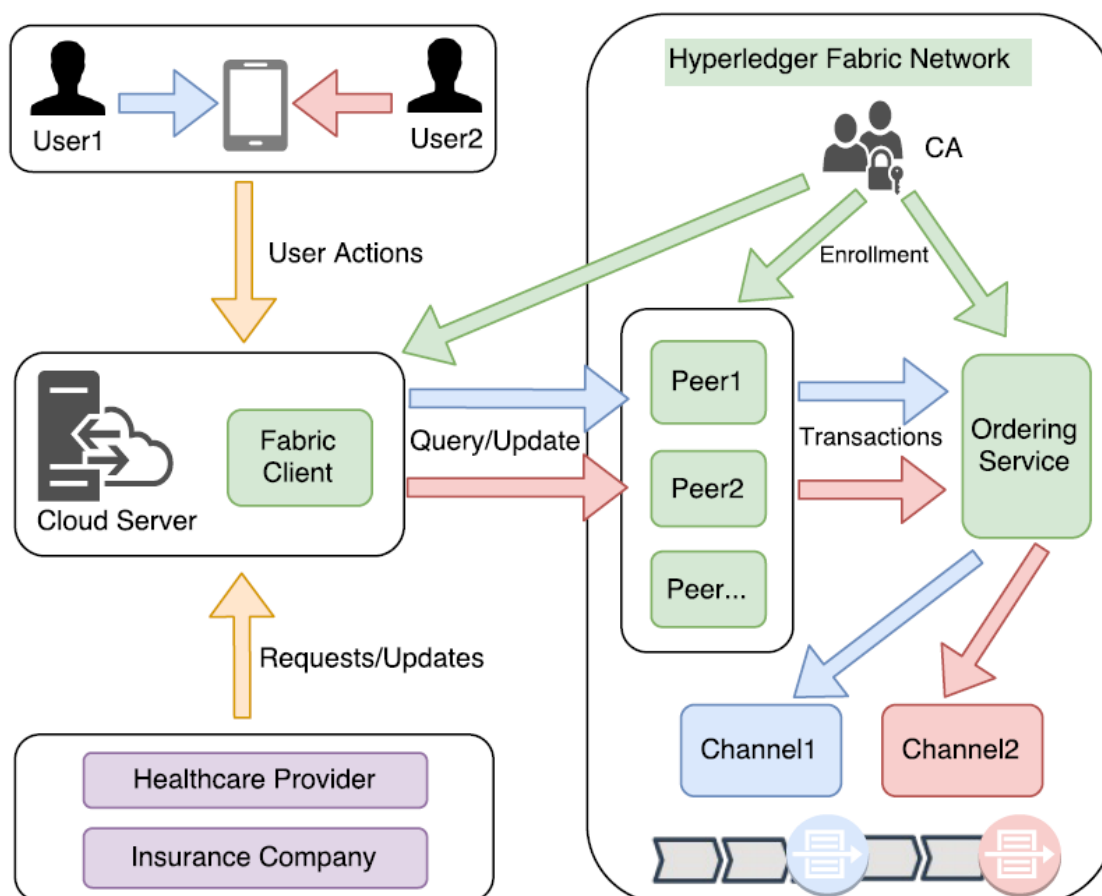 User1
User2
User Actions
Hyperledger Fabric Network
CA
Enrollment
Cloud Server
Fabric
Client
Query/Update
Peer1
Peer2
Peer...
Transactions
Ordering
Service
Requests/Updates
Healthcare Provider
Insurance Company
Channel1
Channel2